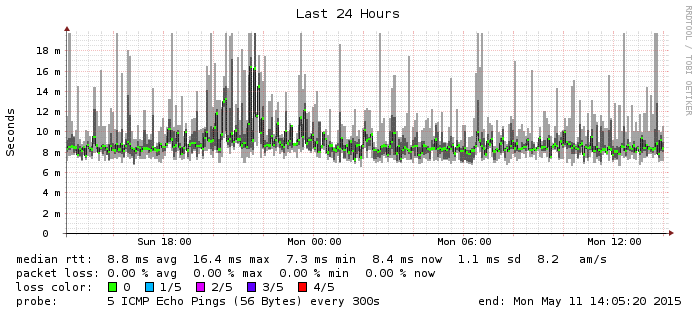 Last 24 Hours
RRDTOOL / TOBI OETIKER
Seconds
18 m
16 m
14 m
12 m
10 m
8 m
6 m
4 m
2 m
0
Sun 18:00 Mon 00:00 Mon 06:00 Mon 12:00
median rtt: 8.8 ms avg 16.4 ms max 7.3 ms min 8.4 ms now 1.1 ms sd 8.2 am/s
packet loss: 0.00 % avg 0.00 % max 0.00 % min 0.00 % now
loss color: 0 1/5 2/5 3/5 4/5
probe: 5 ICMP Echo Pings (56 Bytes) every 300s end: Mon May 11 14:05:20 2015